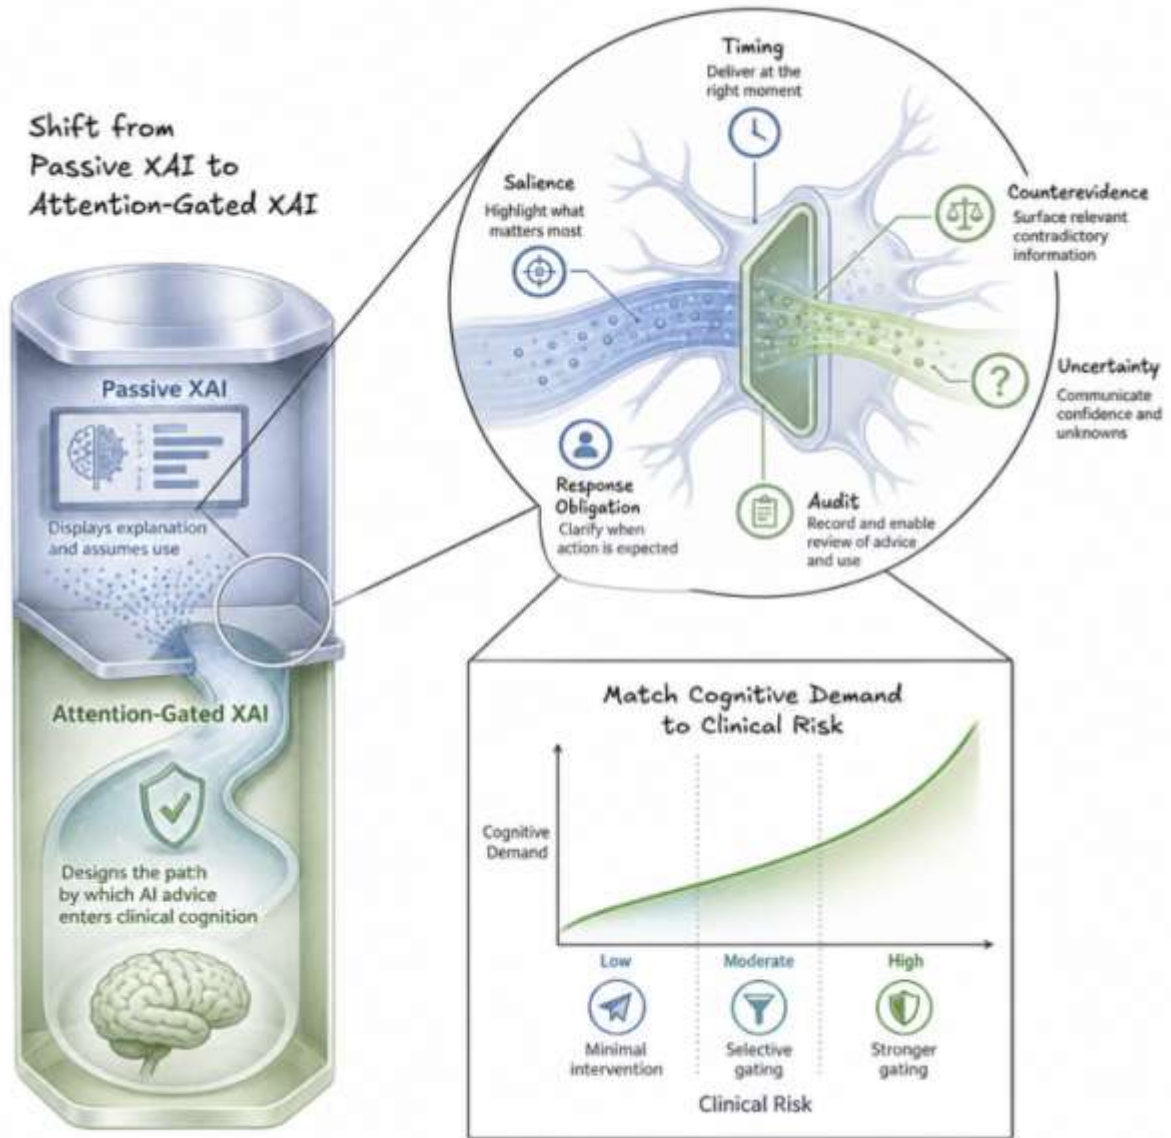 Shift from
Passive XAI to
Attention-Gated XAI
Passive XAI
Displays explanation
and assumes use
Attention-Gated XAI
Designs the path
by which AI advice
enters clinical cognition
Timing
Deliver at the
right moment
Salience
Highlight what
matters most
Counterevidence
Surface relevant
contradictory
information
Uncertainty
Communicate
confidence and
unknowns
?
Response
Obligation
Clarify when
action is expected
Audit
Record and enable
review of advice
and use
Match Cognitive Demand
to Clinical Risk
Cognitive
Demand
Low
Moderate
High
Minimal
intervention
Selective
gating
Stronger
gating
Clinical Risk